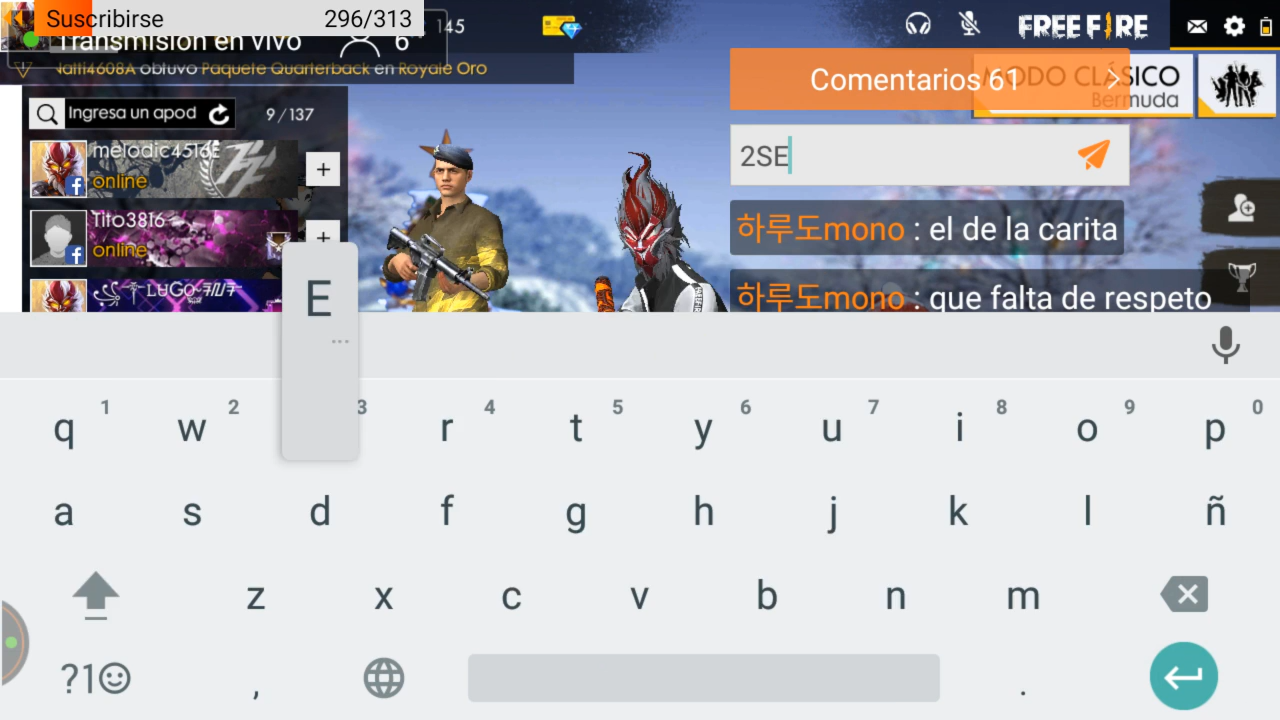 Suscribirse 296/313
145
FREE FIRE
Transmisión en vivo 6
obtuvo Paquete Quarterback en Royale Oro
Comentarios 61
MODO CLÁSICO
Bermuda
Ingresa un apod 9/137
melodic4516E
online
2SE
Tito3816
online
하루도mono : el de la carita
LuGO
하루도mono : que falta de respeto
E
...
q 1 w 2 3 r 4 t 5 y 6 u 7 i 8 o 9 p 0
a s d f g h j k l ñ
z x c v b n m
?1 , .